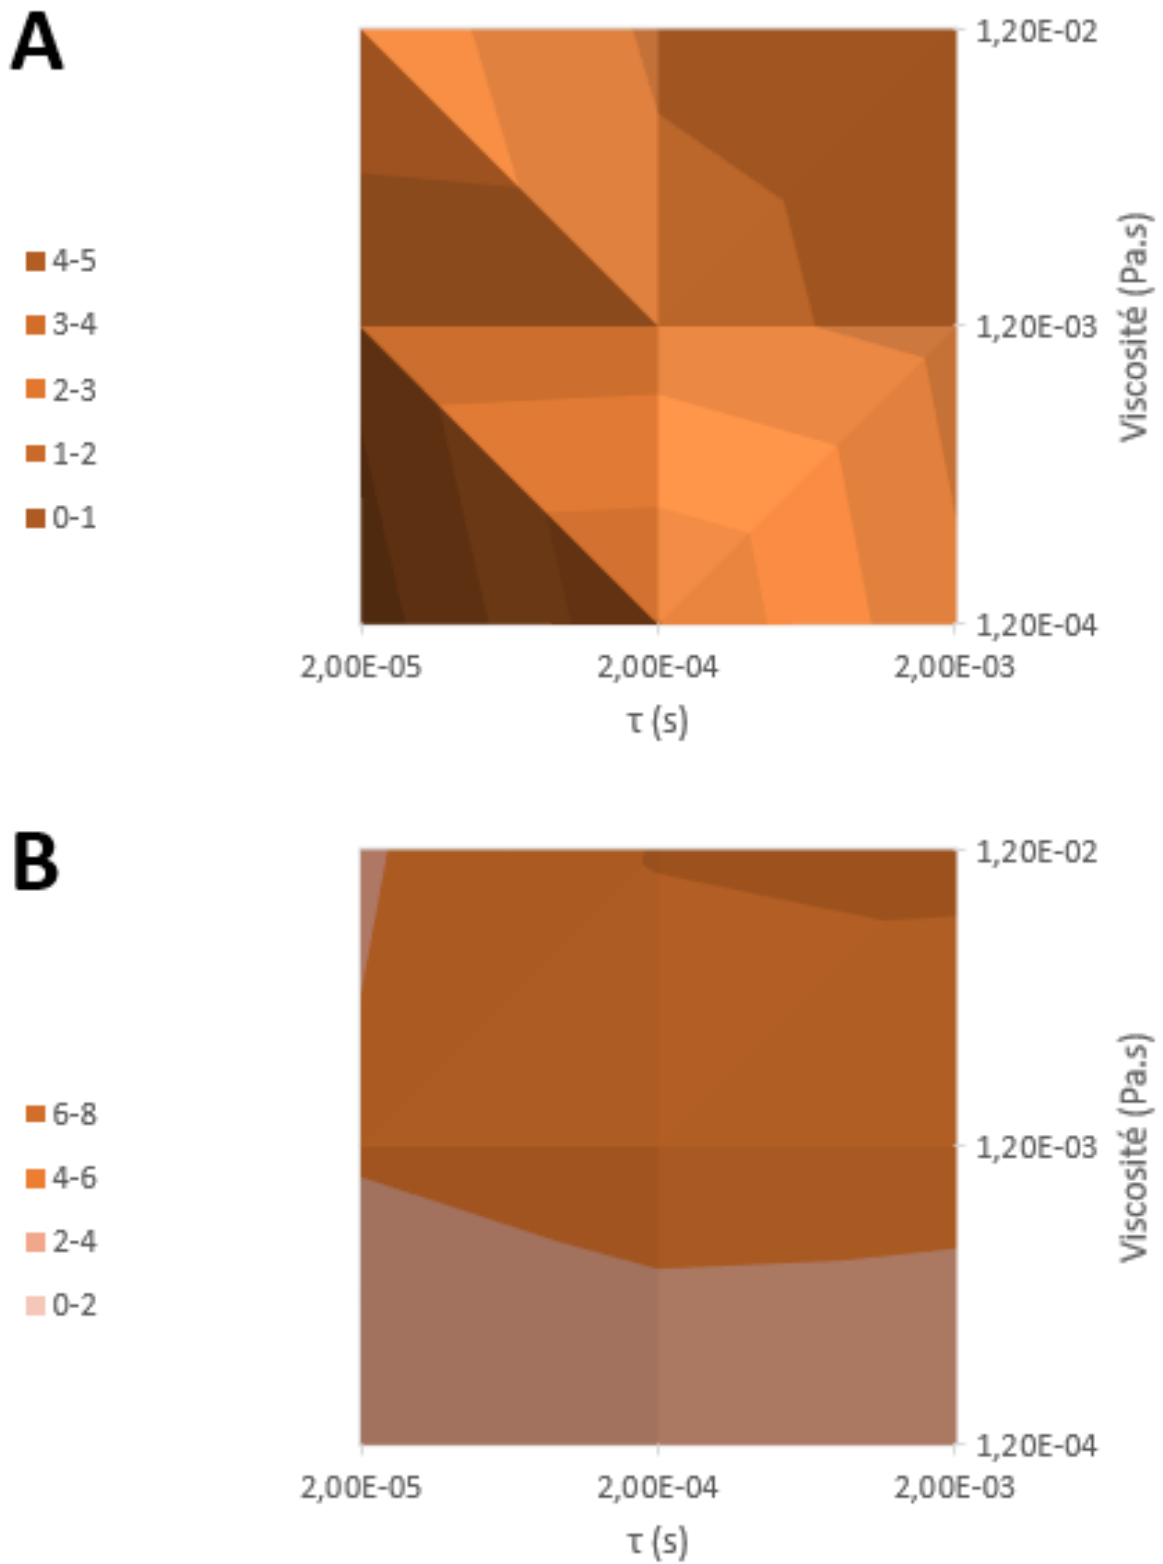 A
1,20E-02
4-5
3-4
2-3
1-2
0-1
1,20E-03
Viscosité (Pa.s)
1,20E-04
2,00E-05 2,00E-04 2,00E-03
τ (s)
B
1,20E-02
6-8
4-6
2-4
0-2
1,20E-03
Viscosité (Pa.s)
1,20E-04
2,00E-05 2,00E-04 2,00E-03
τ (s)